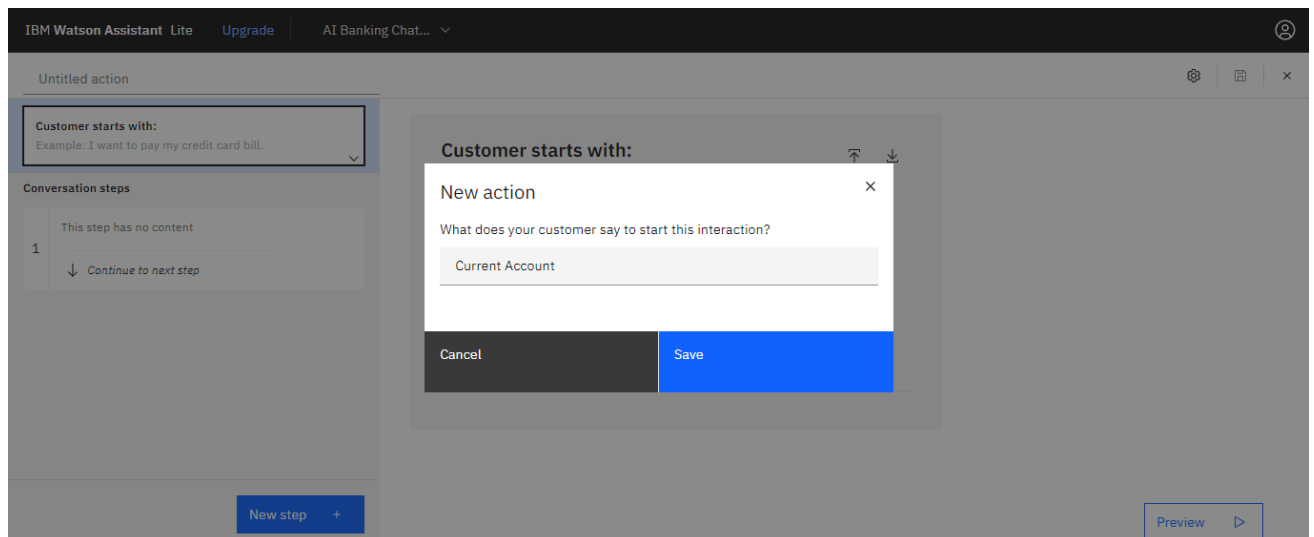 IBM Watson Assistant Lite Upgrade AI Banking Chat...
Untitled action
Customer starts with:
Example: I want to pay my credit card bill.
Conversation steps
1
This step has no content
Continue to next step
New step +
Customer starts with:
New action
What does your customer say to start this interaction?
Current Account
Cancel
Save
Preview